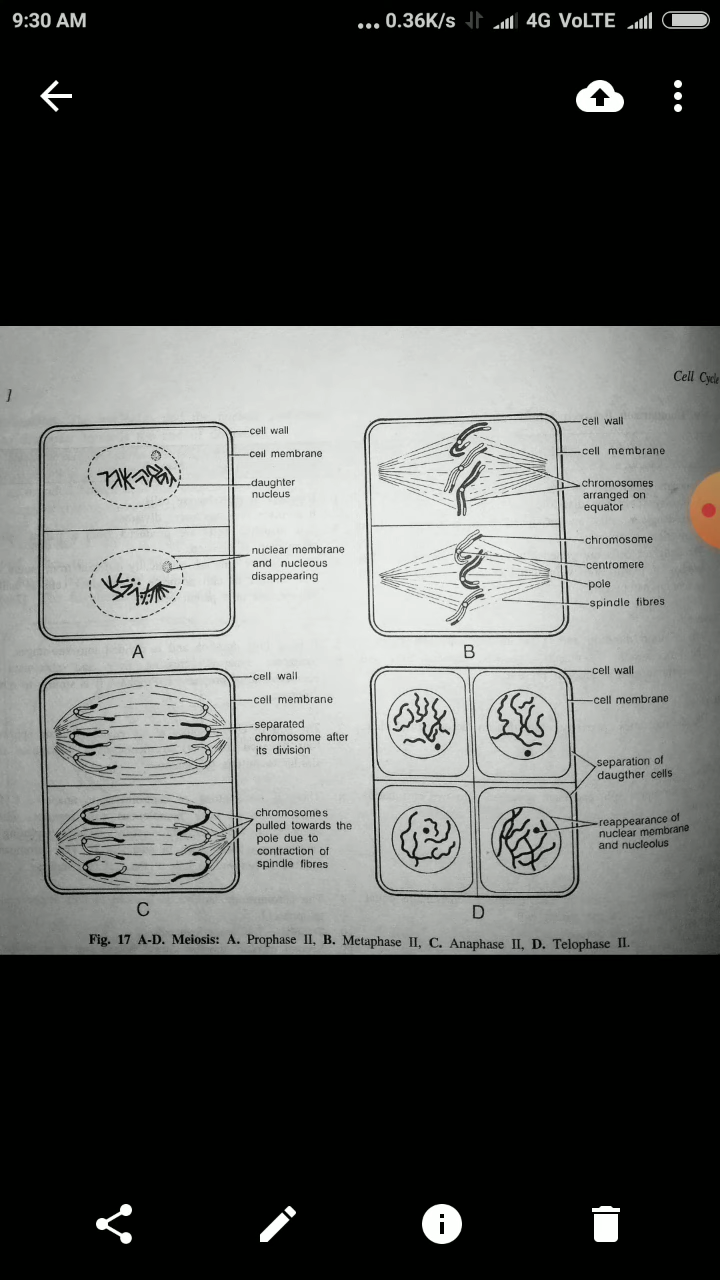 9:30 AM
... 0.36K/s 4G VoLTE
Cell Cycle
]
cell wall
cell membrane
daughter
nucleus
nuclear membrane
and nucleous
disappearing
A
cell wall
cell membrane
chromosomes
arranged on
equator
chromosome
centromere
pole
spindle fibres
B
cell wall
cell membrane
separated
chromosome after
its division
chromosomes
pulled towards the
pole due to
contraction of
spindle fibres
C
cell wall
cell membrane
separation of
daugther cells
reappearance of
nuclear membrane
and nucleolus
D
Fig. 17 A-D. Meiosis: A. Prophase II, B. Metaphase II, C. Anaphase II, D. Telophase II.